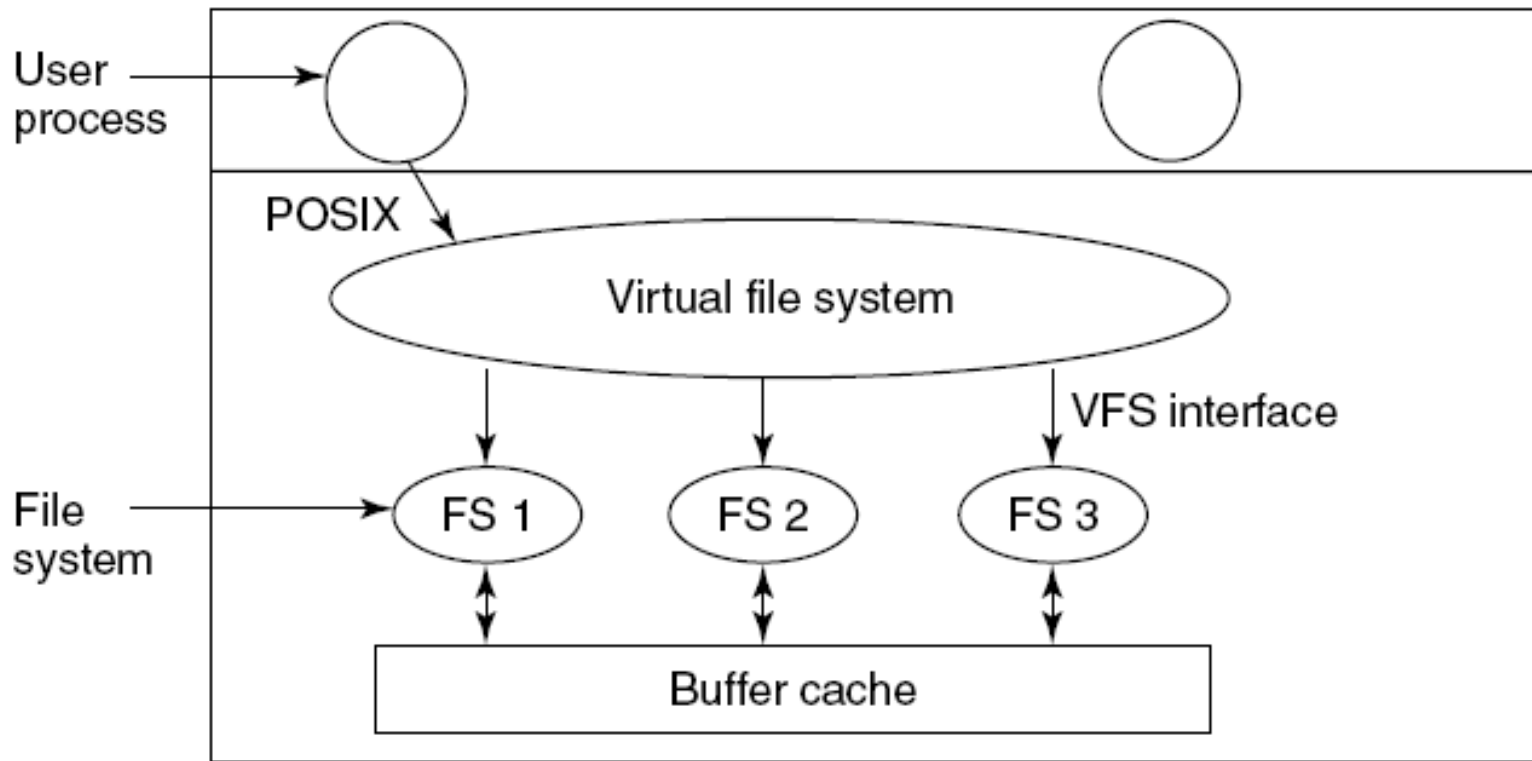 User
process
POSIX
Virtual file system
VFS interface
File
system
FS 1
FS 2
FS 3
Buffer cache